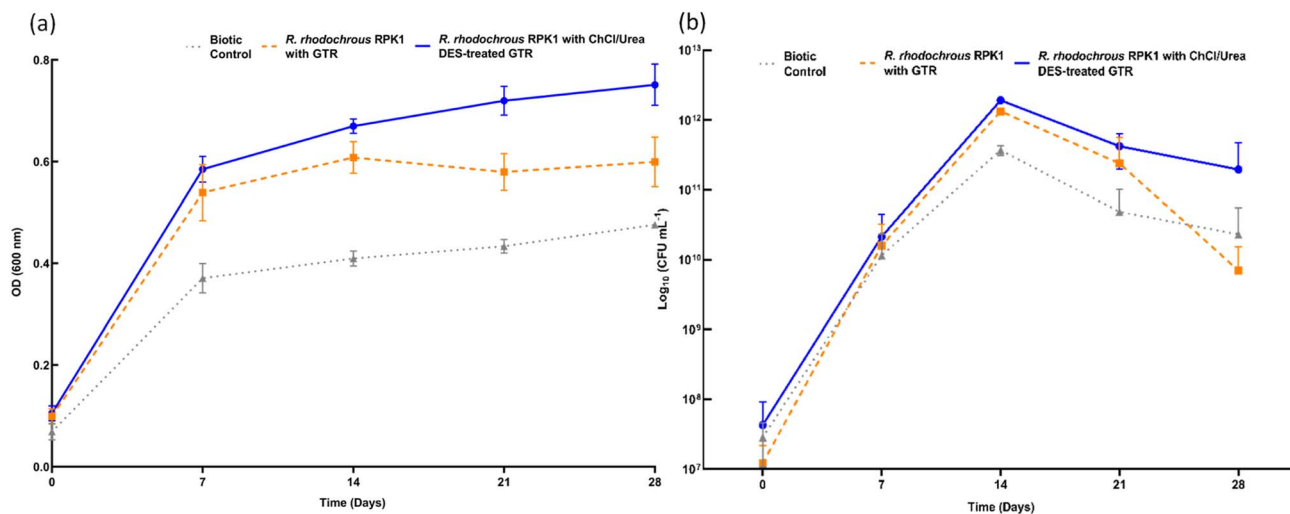 (a)
Biotic Control
R. rhodochrous RPK1 with GTR
R. rhodochrous RPK1 with ChCl/Urea DES-treated GTR
0.8
0.6
0.4
0.2
0.0
OD (600 nm)
0 7 14 21 28
Time (Days)
(b)
Biotic Control
R. rhodochrous RPK1 with GTR
R. rhodochrous RPK1 with ChCl/Urea DES-treated GTR
10¹³
10¹²
10¹¹
10¹⁰
10⁹
10⁸
10⁷
Log₁₀ (CFU mL⁻¹)
0 7 14 21 28
Time (Days)